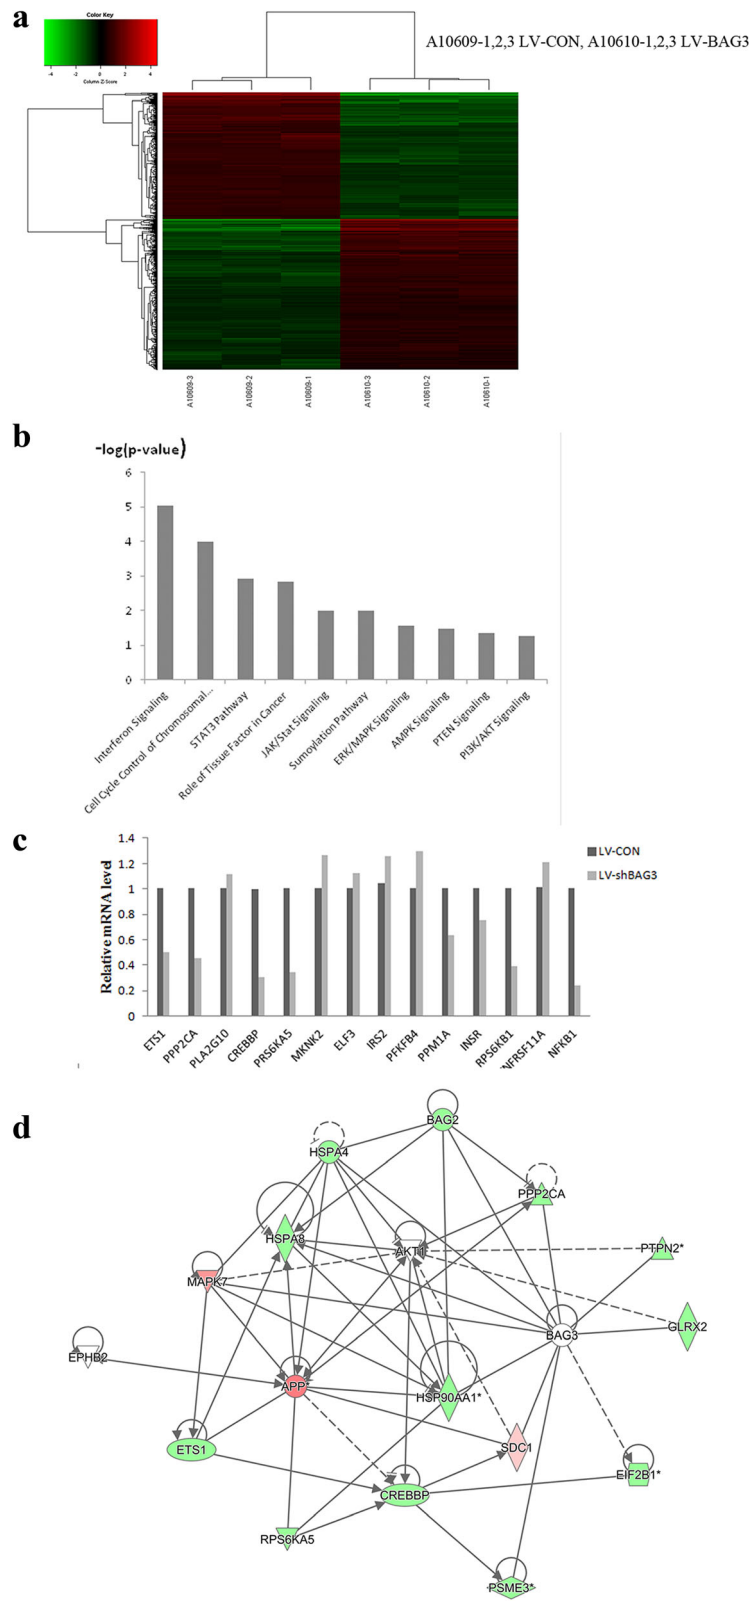 a
Color Key
-4 -2 0 2 4
Column Z-Score
A10609-1,2,3 LV-CON, A10610-1,2,3 LV-BAG3
A10609-3
A10609-2
A10609-1
A10610-3
A10610-2
A10610-1
b
-log(p-value)
6
5
4
3
2
1
0
Interferon Signaling
Cell Cycle Control of Chromosomal...
STAT3 Pathway
Role of Tissue Factor in Cancer
JAK/Stat Signaling
Sumoylation Pathway
ERK/MAPK Signaling
AMPK Signaling
PTEN Signaling
PI3K/AKT Signaling
c
Relative mRNA level
1.4
1.2
1
0.8
0.6
0.4
0.2
0
LV-CON
LV-shBAG3
ETS1
PPP2CA
PLA2G10
CREBBP
PRS6KA5
MKNK2
ELF3
IRS2
PFKFB4
PPM1A
INSR
RPS6KB1
NFRSF11A
NFKB1
d
BAG2
HSPA4
PPP2CA
HSPA8
AKT1
PTPN2*
MAPK7
GLRX2
BAG3
EPHB2
APP*
HSP90AA1*
ETS1
SDC1
EIF2B1*
CREBBP
RPS6KA5
PSME3*